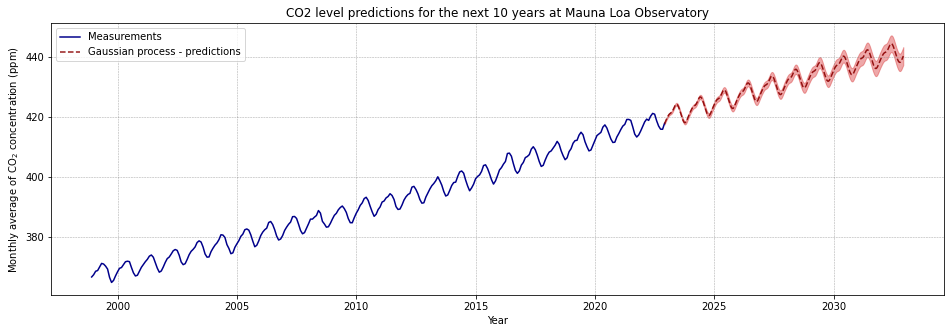 CO2 level predictions for the next 10 years at Mauna Loa Observatory
Measurements
Gaussian process - predictions
Monthly average of CO₂ concentration (ppm)
440
420
400
380
2000 2005 2010 2015 2020 2025 2030
Year